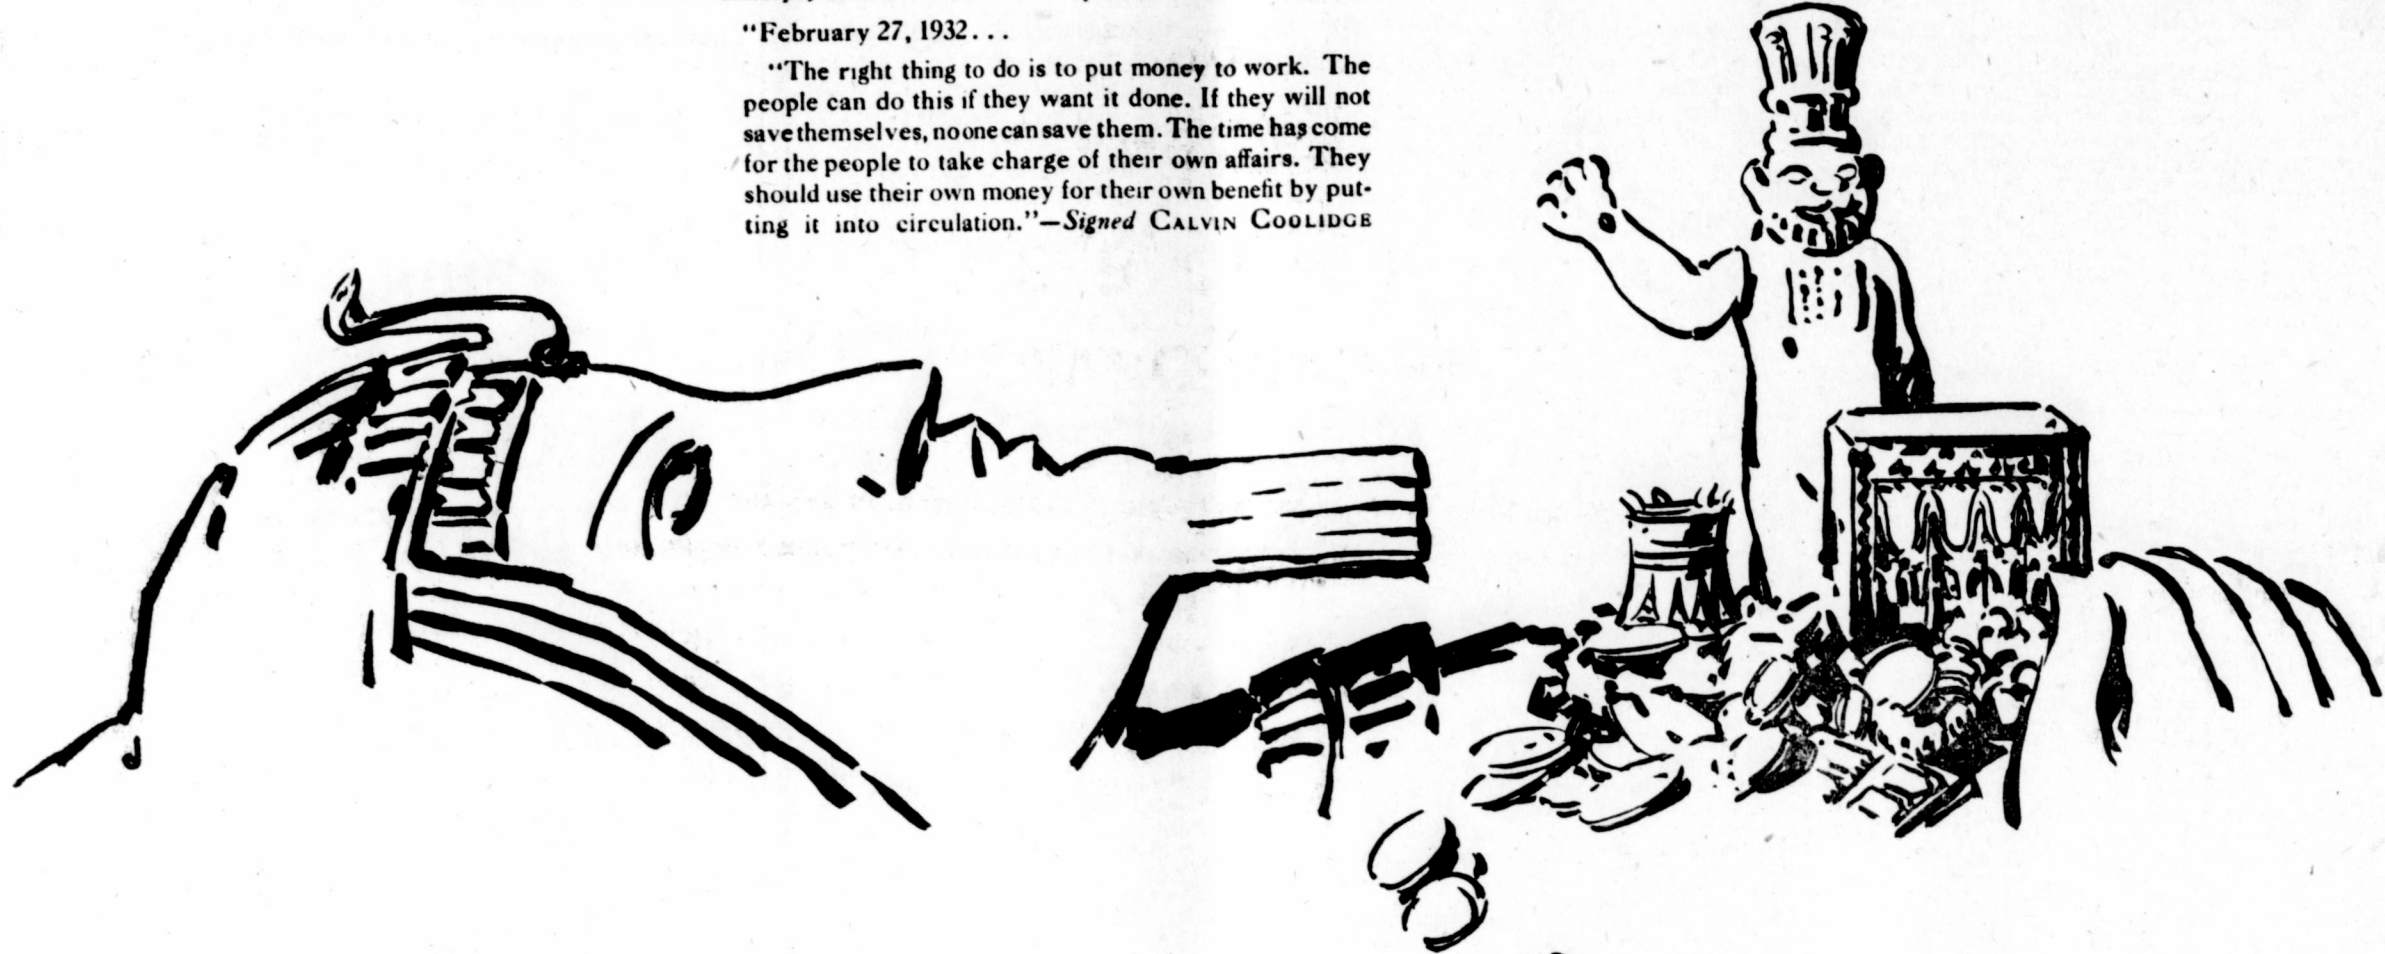 “February 27, 1932...
“The right thing to do is to put money to work. The
people can do this if they want it done. If they will not
save themselves, no one can save them. The time has come
for the people to take charge of their own affairs. They
should use their own money for their own benefit by put-
ting it into circulation.”—Signed CALVIN COOLIDGE